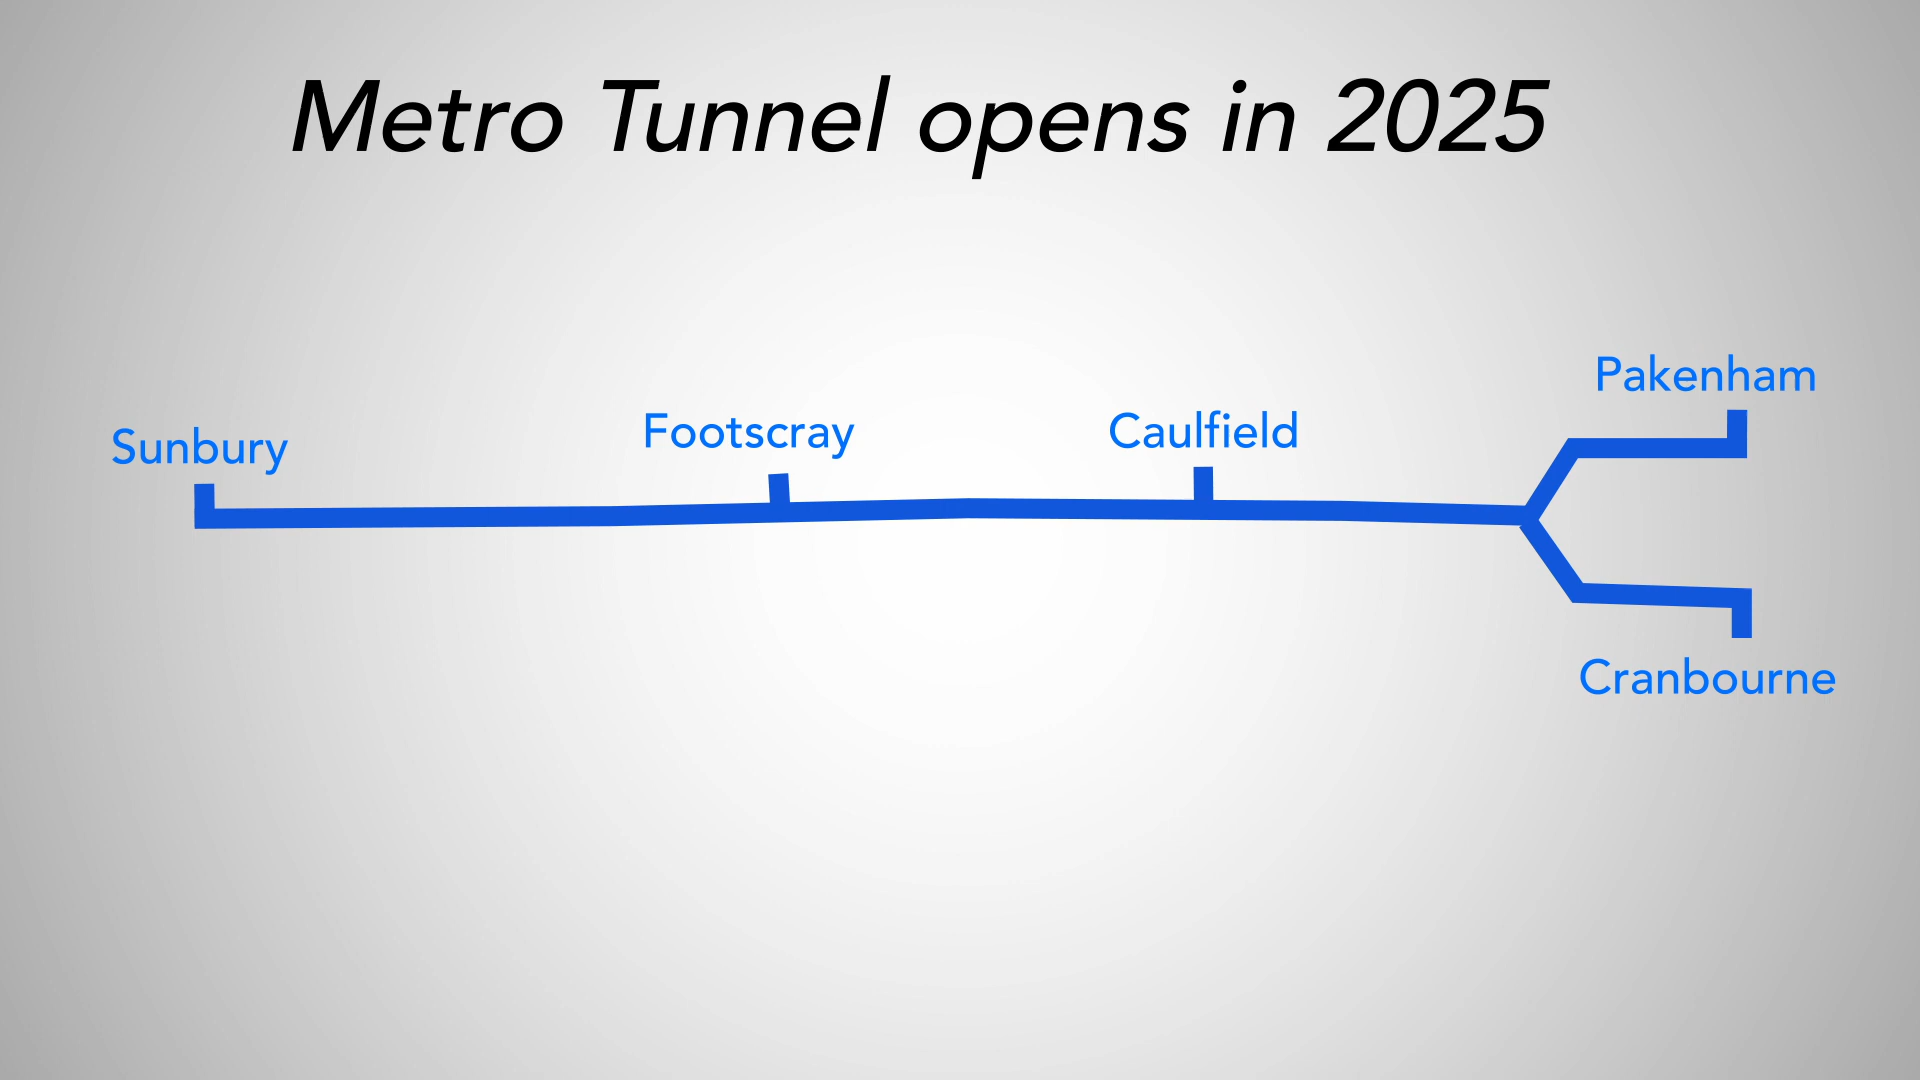 Metro Tunnel opens in 2025
Sunbury
Footscray
Caulfield
Pakenham
Cranbourne